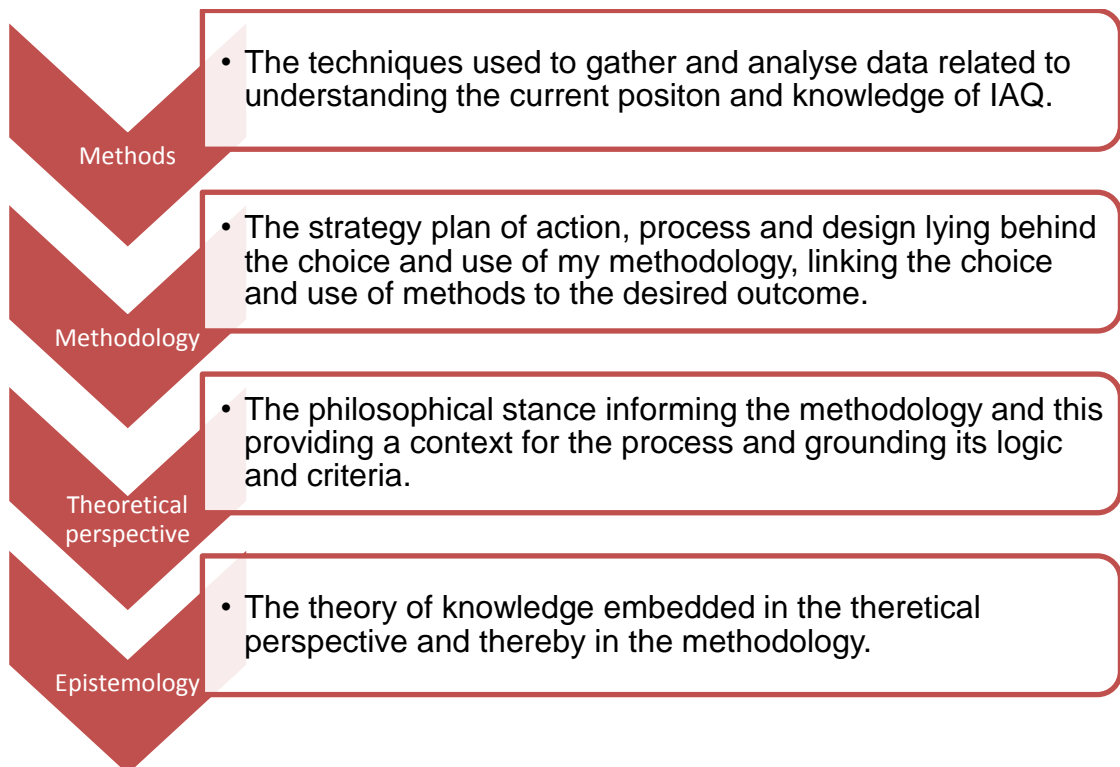 • The techniques used to gather and analyse data related to
understanding the current positon and knowledge of IAQ.
Methods
• The strategy plan of action, process and design lying behind
the choice and use of my methodology, linking the choice
and use of methods to the desired outcome.
Methodology
• The philosophical stance informing the methodology and this
providing a context for the process and grounding its logic
and criteria.
Theoretical
perspective
• The theory of knowledge embedded in the theretical
perspective and thereby in the methodology.
Epistemology